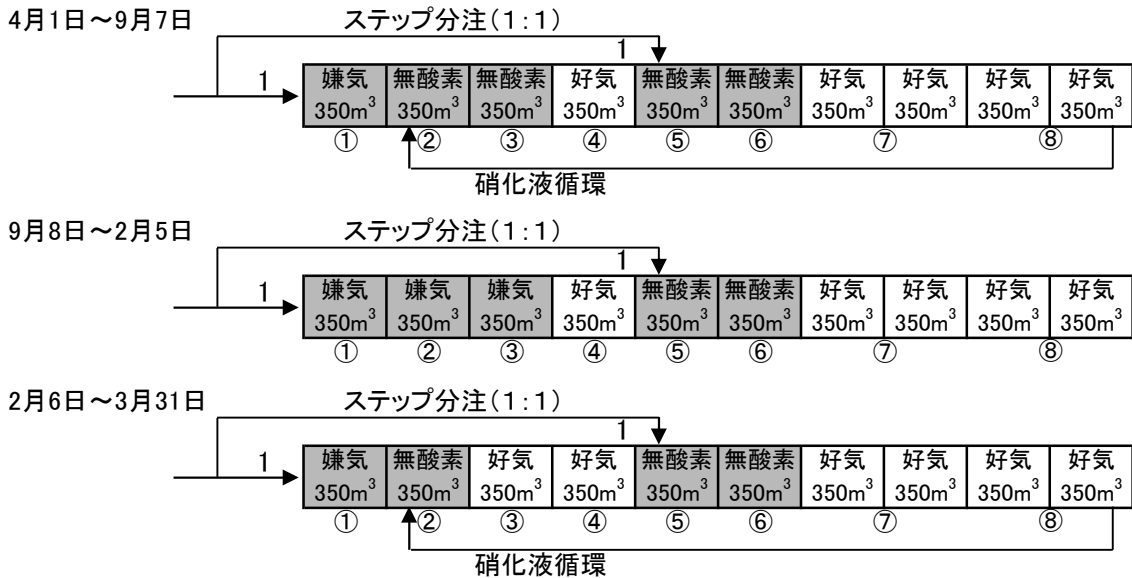 4月1日～9月7日
ステップ分注(1:1)
1
1
嫌気 無酸素 無酸素 好気 無酸素 無酸素 好気 好気 好気 好気
350m³ 350m³ 350m³ 350m³ 350m³ 350m³ 350m³ 350m³ 350m³ 350m³
① ② ③ ④ ⑤ ⑥ ⑦ ⑧
硝化液循環
9月8日～2月5日
ステップ分注(1:1)
1
1
嫌気 嫌気 嫌気 好気 無酸素 無酸素 好気 好気 好気 好気
350m³ 350m³ 350m³ 350m³ 350m³ 350m³ 350m³ 350m³ 350m³ 350m³
① ② ③ ④ ⑤ ⑥ ⑦ ⑧
2月6日～3月31日
ステップ分注(1:1)
1
1
嫌気 無酸素 好気 好気 無酸素 無酸素 好気 好気 好気 好気
350m³ 350m³ 350m³ 350m³ 350m³ 350m³ 350m³ 350m³ 350m³ 350m³
① ② ③ ④ ⑤ ⑥ ⑦ ⑧
硝化液循環